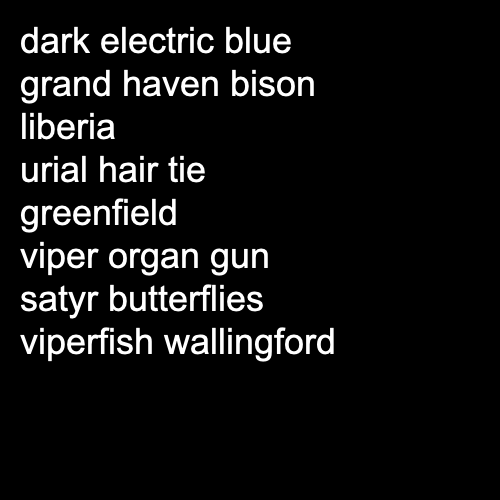 dark electric blue
grand haven bison
liberia
urial hair tie
greenfield
viper organ gun
satyr butterflies
viperfish wallingford